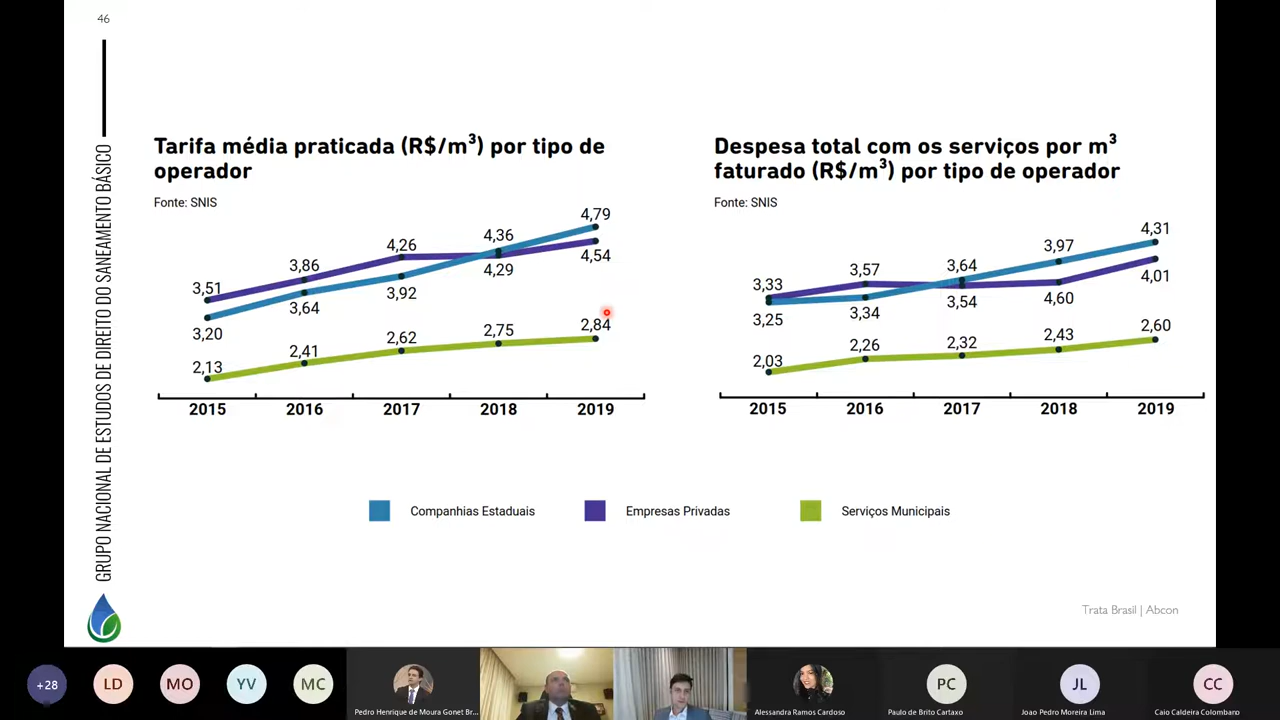 46
GRUPO NACIONAL DE ESTUDOS DE DIREITO DO SANEAMENTO BÁSICO
Tarifa média praticada (R$/m³) por tipo de
operador
Fonte: SNIS
3,51
3,86
4,26
4,36
4,79
3,20
3,64
3,92
4,29
4,54
2,13
2,41
2,62
2,75
2,84
2015 2016 2017 2018 2019
Despesa total com os serviços por m³
faturado (R$/m³) por tipo de operador
Fonte: SNIS
3,33
3,57
3,64
3,97
4,31
3,25
3,34
3,54
4,60
4,01
2,03
2,26
2,32
2,43
2,60
2015 2016 2017 2018 2019
Companhias Estaduais
Empresas Privadas
Serviços Municipais
Trata Brasil | Abcon
+28
LD
MO
YV
MC
Pedro Henrique de Moura Gonet Br...
Alessandra Ramos Cardoso
PC
Paulo de Brito Cartaxo
JL
Joao Pedro Moreira Lima
CC
Caio Caldeira Colombano